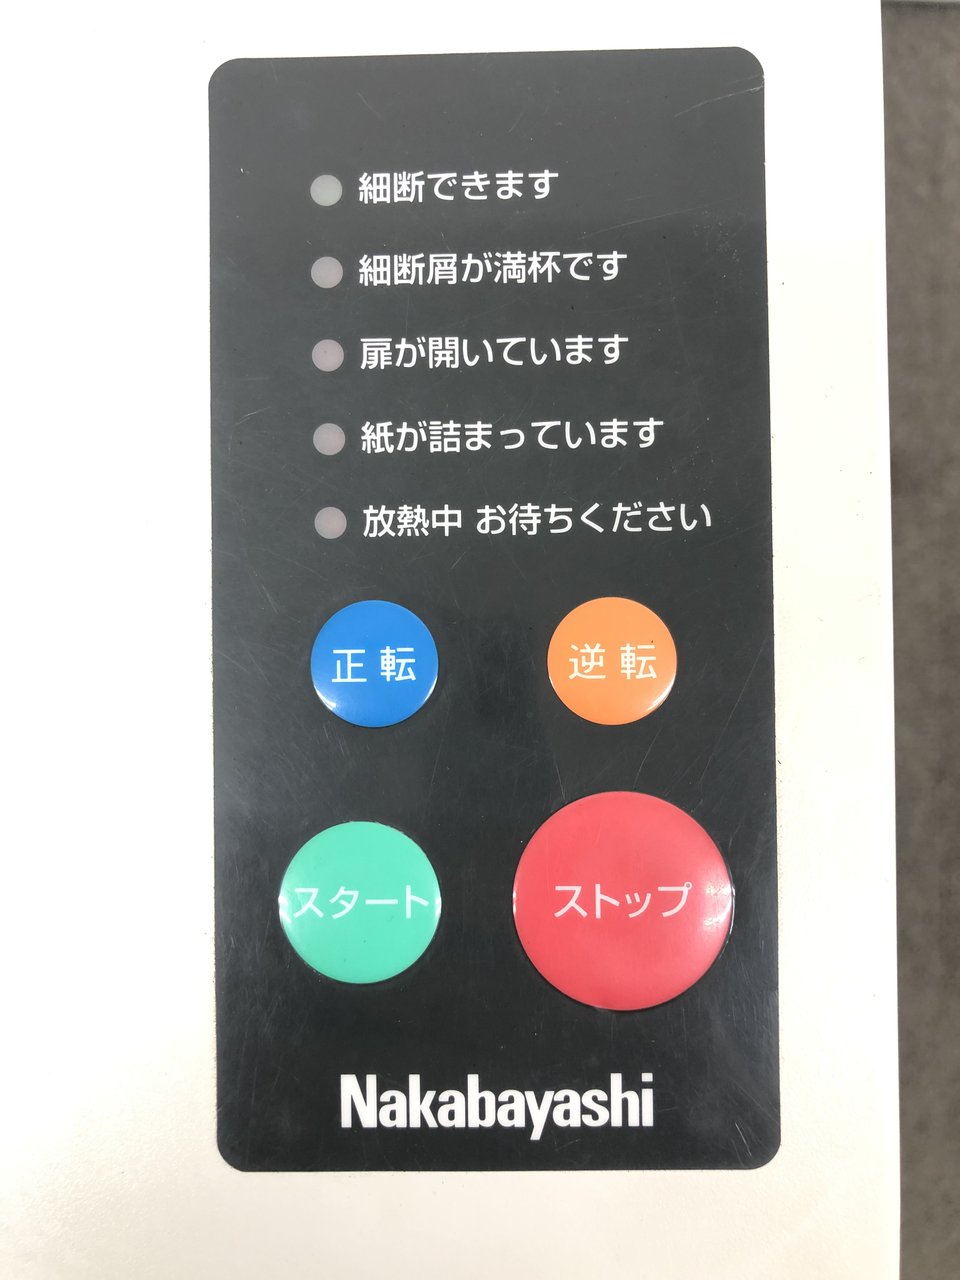 細断できます
細断屑が満杯です
扉が開いています
紙が詰まっています
放熱中 お待ちください
正転
逆転
スタート
ストップ
Nakabayashi